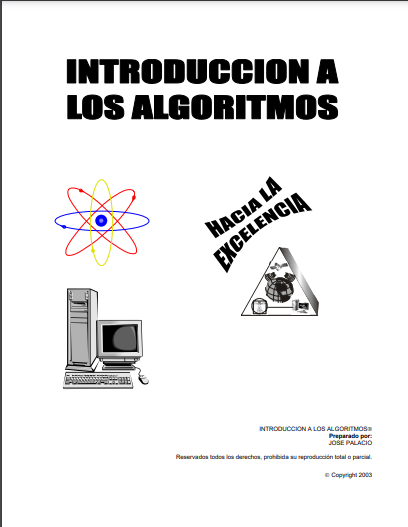 INTRODUCCION A
LOS ALGORITMOS
HACIA LA
EXCELENCIA
INTRODUCCION A LOS ALGORITMOS®
Preparado por:
JOSE PALACIO
Reservados todos los derechos, prohibida su reproducción total o parcial.
© Copyright 2003